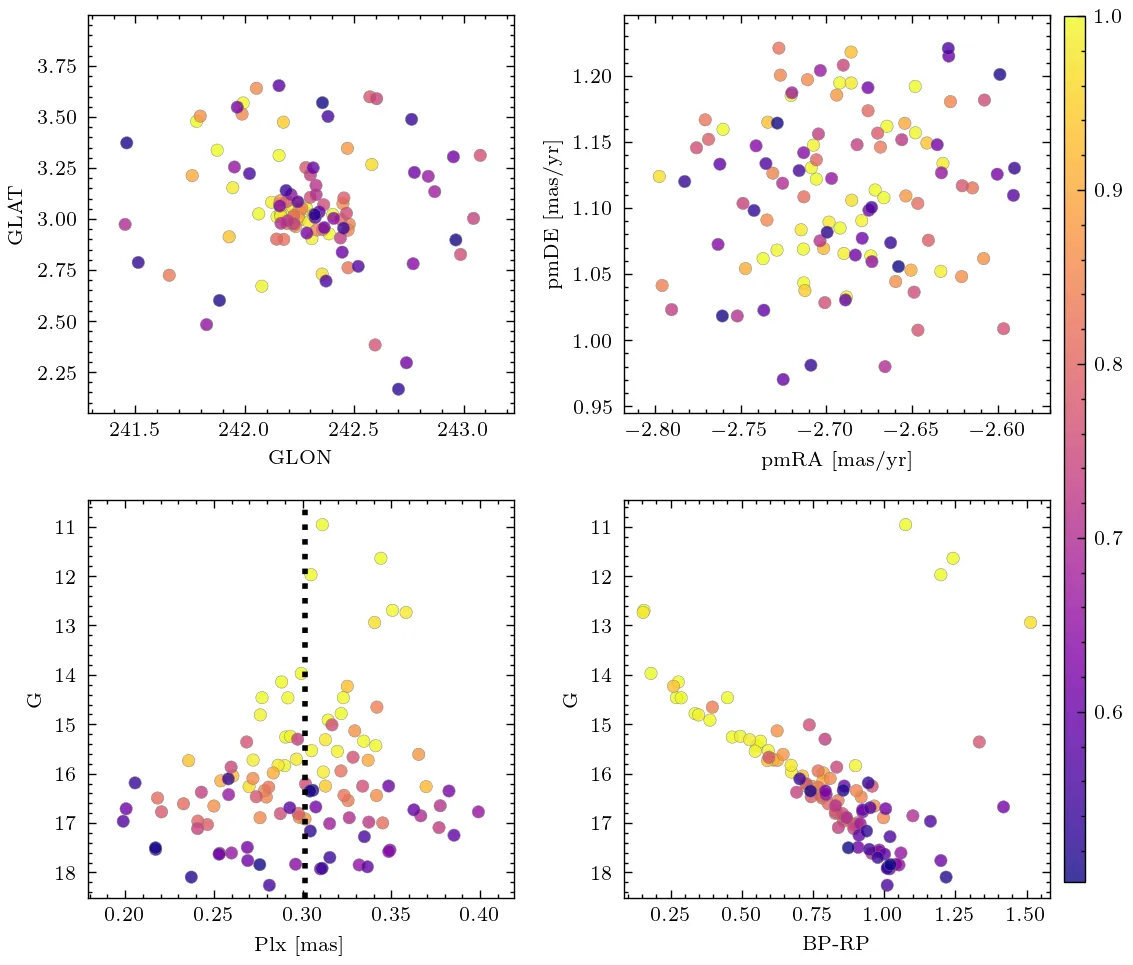 3.75
3.50
3.25
3.00
2.75
2.50
2.25
GLAT
241.5 242.0 242.5 243.0
GLON
1.20
1.15
1.10
1.05
1.00
0.95
pmDE [mas/yr]
−2.80 −2.75 −2.70 −2.65 −2.60
pmRA [mas/yr]
1.0
0.9
0.8
0.7
0.6
11
12
13
14
15
16
17
18
G
0.20 0.25 0.30 0.35 0.40
Plx [mas]
11
12
13
14
15
16
17
18
G
0.25 0.50 0.75 1.00 1.25 1.50
BP-RP